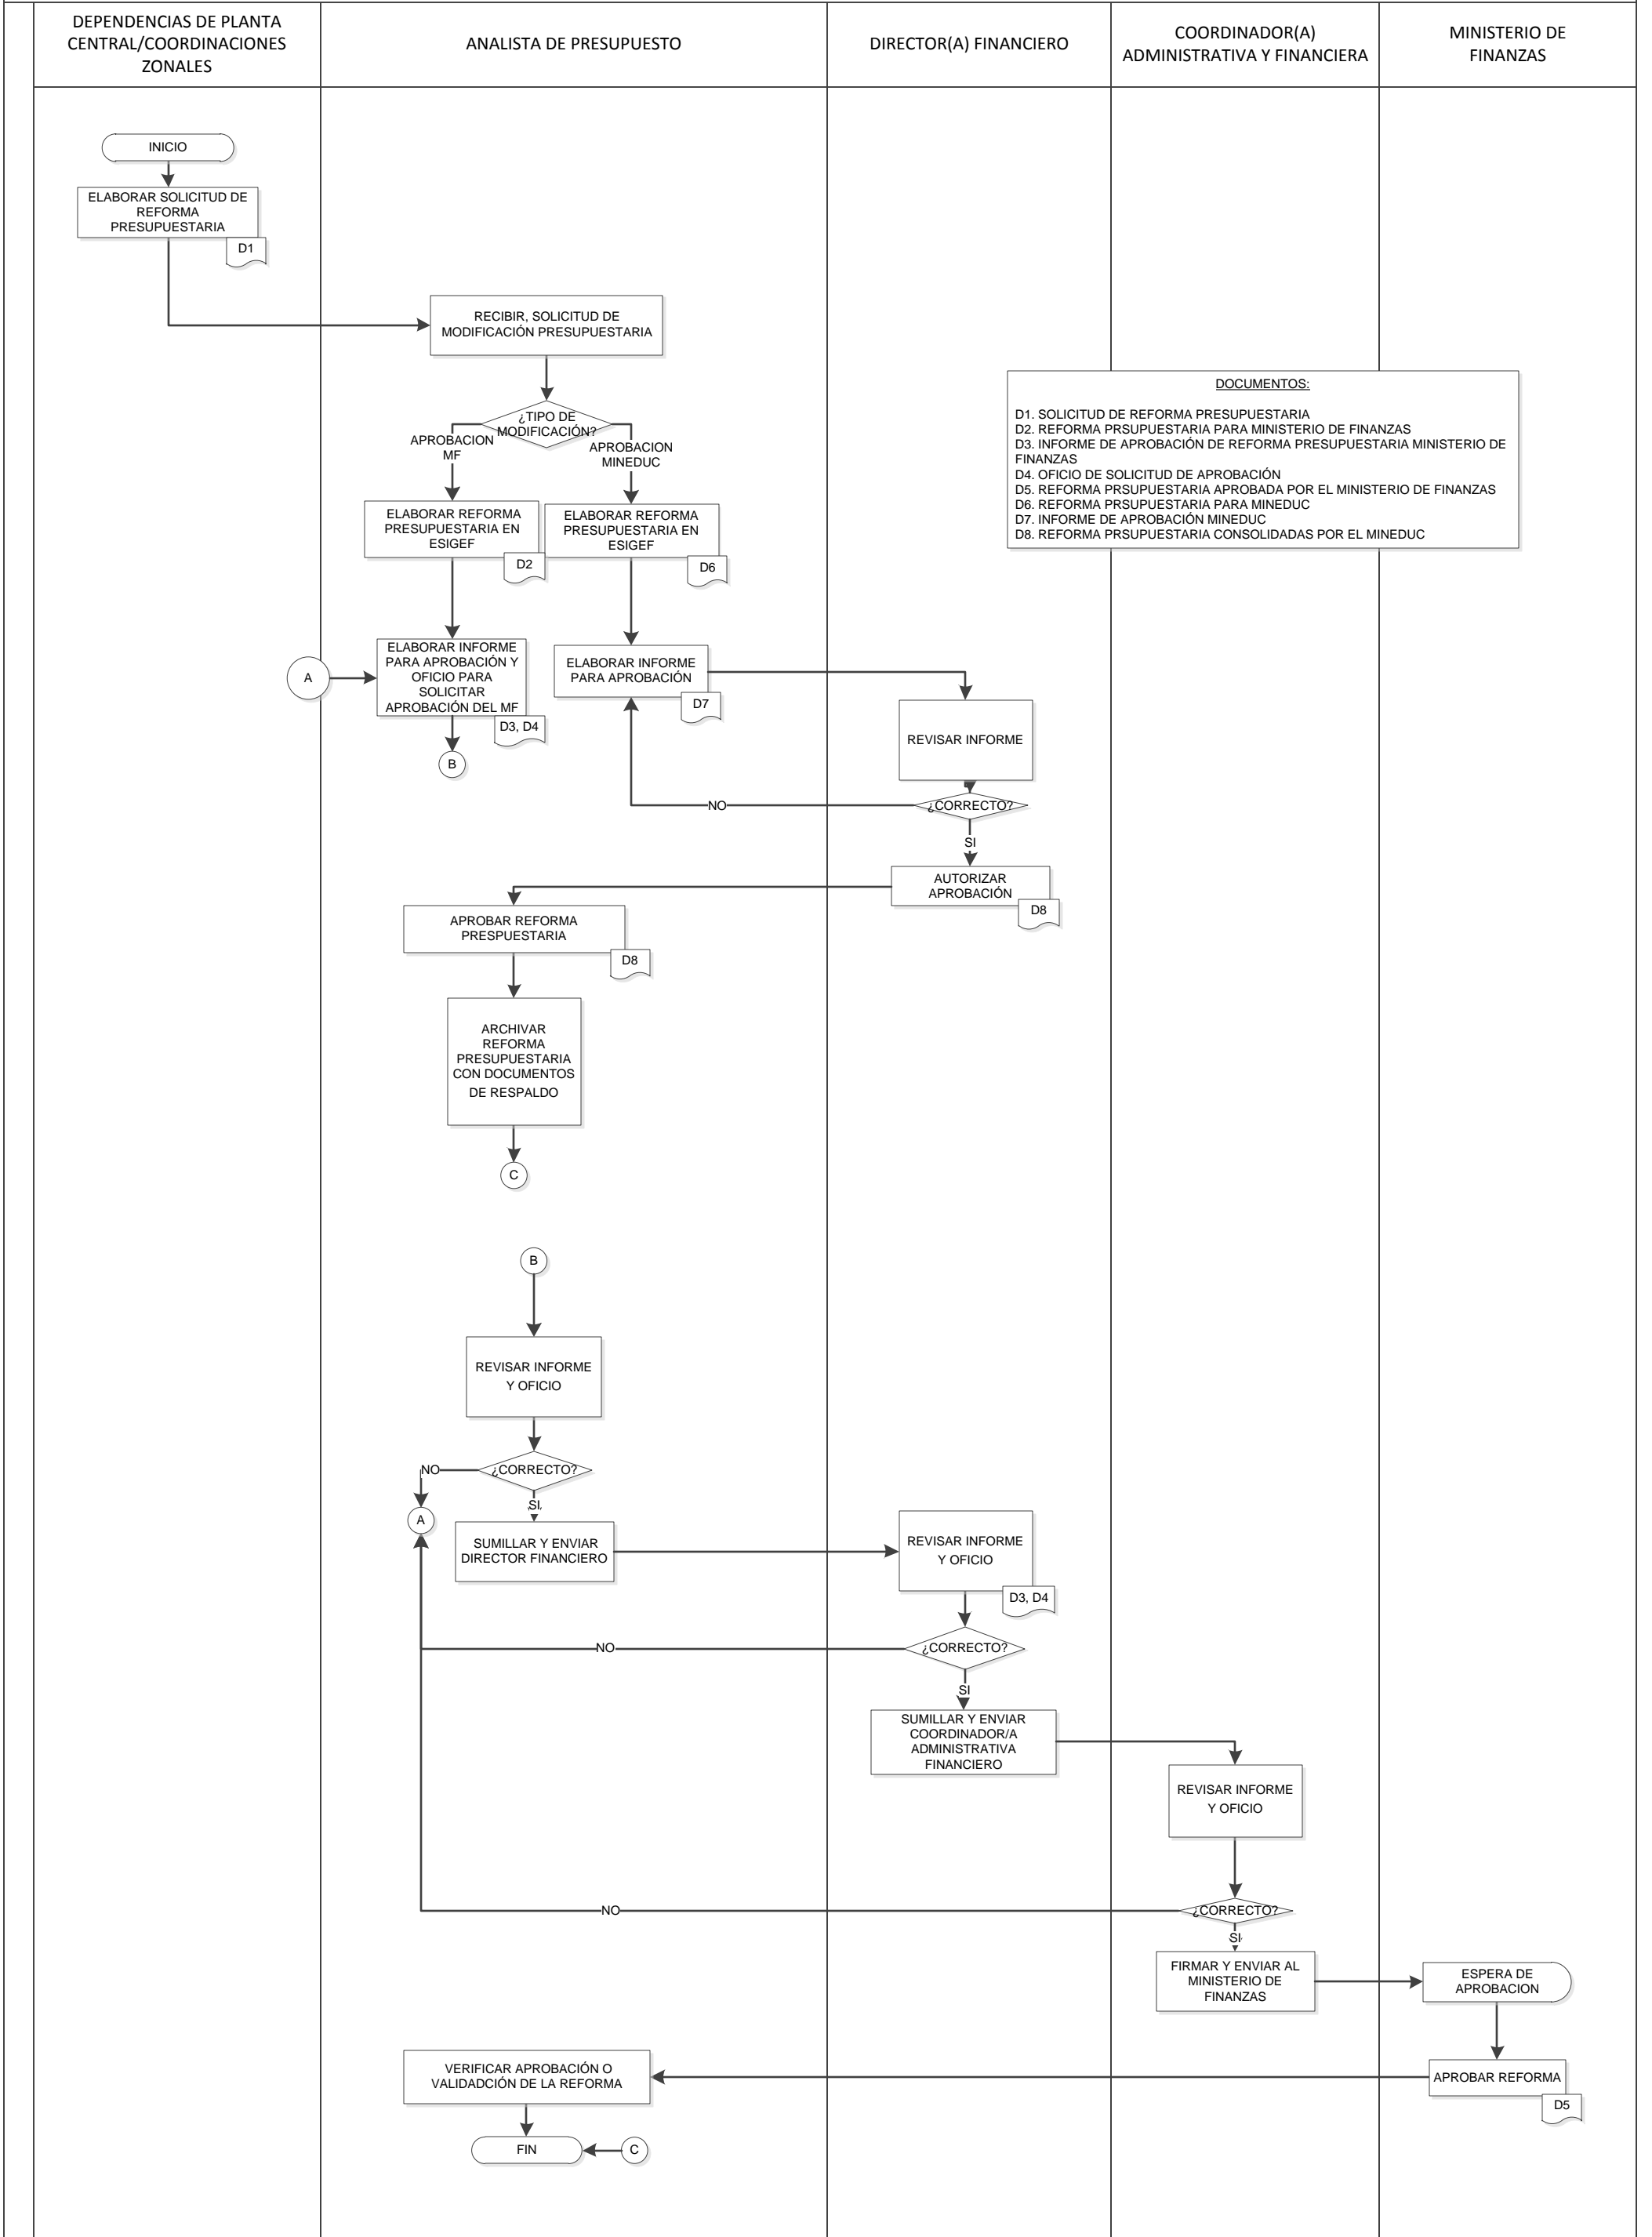 DEPENDENCIAS DE PLANTA
CENTRAL/COORDINACIONES
ZONALES
ANALISTA DE PRESUPUESTO
DIRECTOR(A) FINANCIERO
COORDINADOR(A)
ADMINISTRATIVA Y FINANCIERA
MINISTERIO DE
FINANZAS
INICIO
ELABORAR SOLICITUD DE
REFORMA
PRESUPUESTARIA
D1
RECIBIR, SOLICITUD DE
MODIFICACIÓN PRESUPUESTARIA
¿TIPO DE
MODIFICACIÓN?
APROBACION
MF
APROBACION
MINEDUC
DOCUMENTOS:
D1. SOLICITUD DE REFORMA PRESUPUESTARIA
D2. REFORMA PRSUPUESTARIA PARA MINISTERIO DE FINANZAS
D3. INFORME DE APROBACIÓN DE REFORMA PRESUPUESTARIA MINISTERIO DE
FINANZAS
D4. OFICIO DE SOLICITUD DE APROBACIÓN
D5. REFORMA PRSUPUESTARIA APROBADA POR EL MINISTERIO DE FINANZAS
D6. REFORMA PRSUPUESTARIA PARA MINEDUC
D7. INFORME DE APROBACIÓN MINEDUC
D8. REFORMA PRSUPUESTARIA CONSOLIDADAS POR EL MINEDUC
ELABORAR REFORMA
PRESUPUESTARIA EN
ESIGEF
D2
ELABORAR REFORMA
PRESUPUESTARIA EN
ESIGEF
D6
A
ELABORAR INFORME
PARA APROBACIÓN Y
OFICIO PARA
SOLICITAR
APROBACIÓN DEL MF
D3, D4
B
ELABORAR INFORME
PARA APROBACIÓN
D7
REVISAR INFORME
¿CORRECTO?
NO
SI
AUTORIZAR
APROBACIÓN
D8
APROBAR REFORMA
PRESPUESTARIA
D8
ARCHIVAR
REFORMA
PRESUPUESTARIA
CON DOCUMENTOS
DE RESPALDO
C
B
REVISAR INFORME
Y OFICIO
¿CORRECTO?
NO
SI
A
SUMILLAR Y ENVIAR
DIRECTOR FINANCIERO
REVISAR INFORME
Y OFICIO
D3, D4
¿CORRECTO?
NO
SI
SUMILLAR Y ENVIAR
COORDINADOR/A
ADMINISTRATIVA
FINANCIERO
REVISAR INFORME
Y OFICIO
¿CORRECTO?
NO
SI
FIRMAR Y ENVIAR AL
MINISTERIO DE
FINANZAS
ESPERA DE
APROBACION
APROBAR REFORMA
D5
VERIFICAR APROBACIÓN O
VALIDADCIÓN DE LA REFORMA
FIN
C